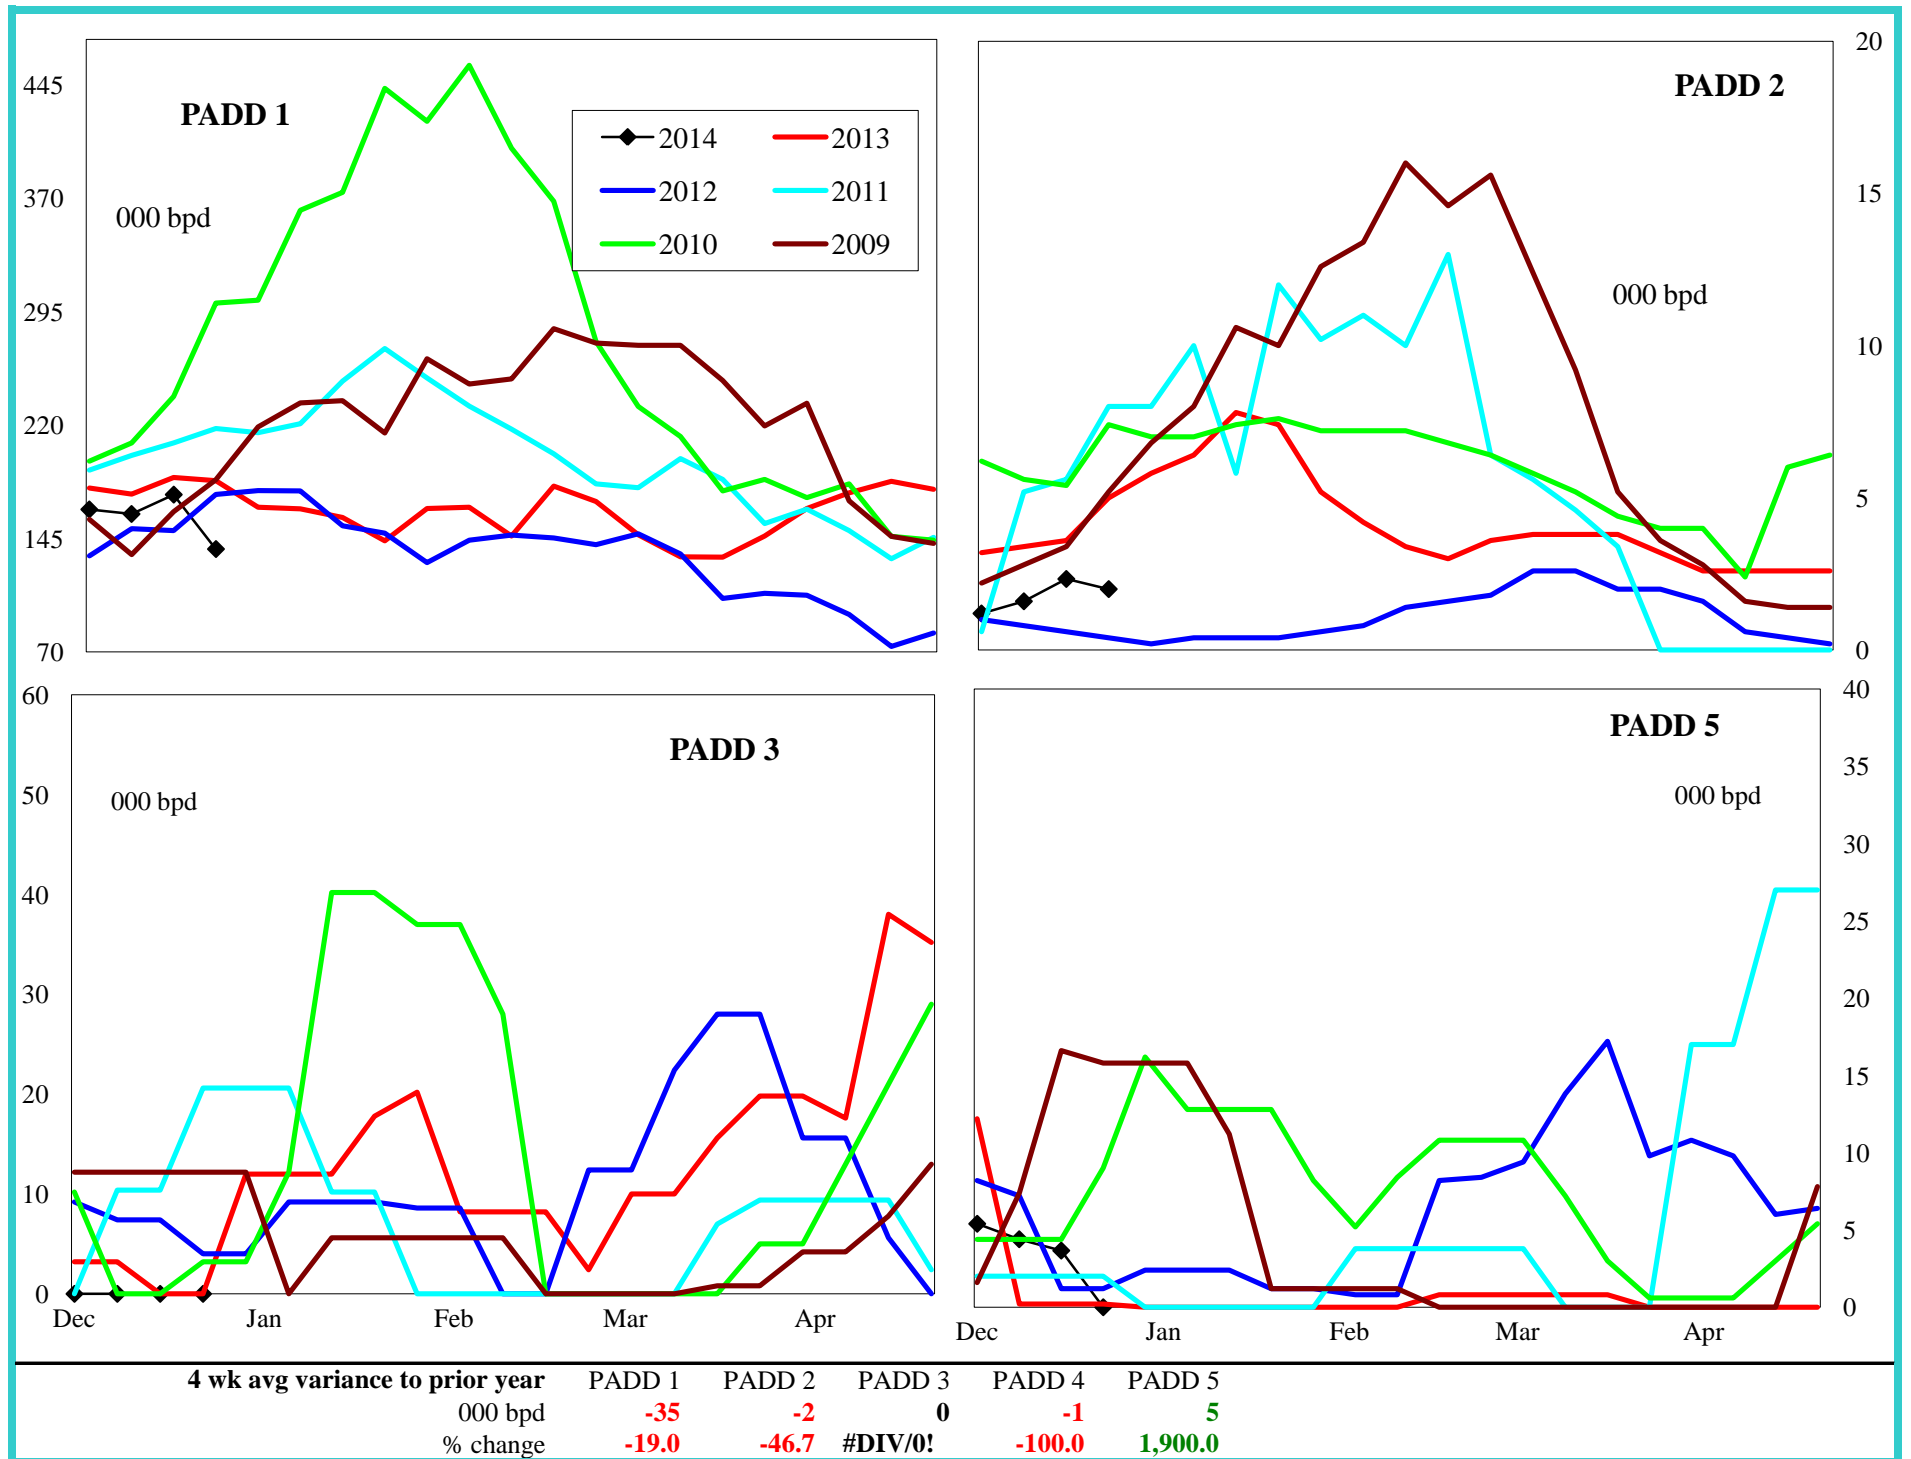 PADD 1
000 bpd
445
370
295
220
145
70
2014 2013
2012 2011
2010 2009
PADD 2
000 bpd
20
15
10
5
0
PADD 3
000 bpd
60
50
40
30
20
10
0
Dec Jan Feb Mar Apr
PADD 5
000 bpd
40
35
30
25
20
15
10
5
0
Dec Jan Feb Mar Apr
4 wk avg variance to prior year PADD 1 PADD 2 PADD 3 PADD 4 PADD 5
000 bpd -35 -2 0 -1 5
% change -19.0 -46.7 #DIV/0! -100.0 1,900.0